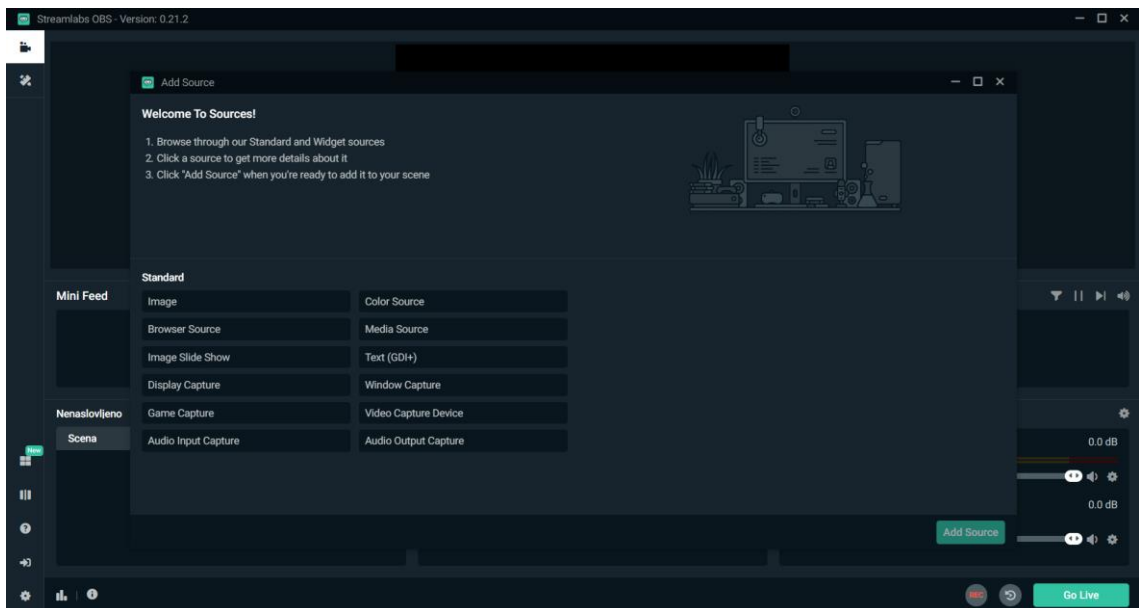 Streamlabs OBS - Version: 0.21.2
Add Source
Welcome To Sources!
1. Browse through our Standard and Widget sources
2. Click a source to get more details about it
3. Click "Add Source" when you're ready to add it to your scene
Standard
Mini Feed
Image
Color Source
Browser Source
Media Source
Image Slide Show
Text (GDI+)
Display Capture
Window Capture
Nenaslovljeno
Game Capture
Video Capture Device
Scena
Audio Input Capture
Audio Output Capture
0.0 dB
New
0.0 dB
Add Source
REC
Go Live